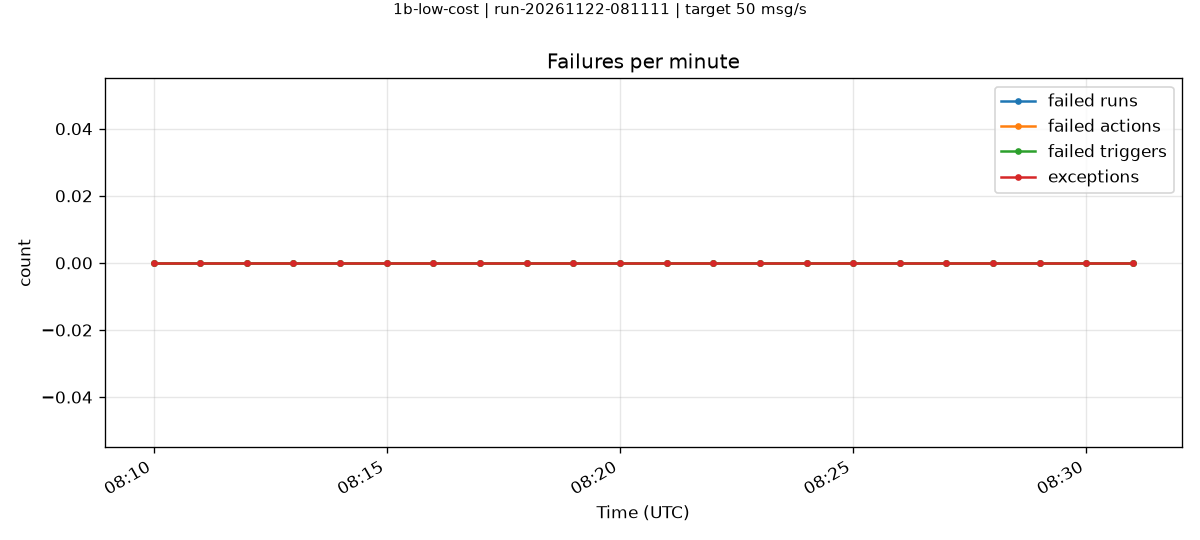 1b-low-cost | run-20261122-081111 | target 50 msg/s
Failures per minute
failed runs
failed actions
failed triggers
exceptions
0.04
0.02
0.00
−0.02
−0.04
count
08:10
08:15
08:20
08:25
08:30
Time (UTC)